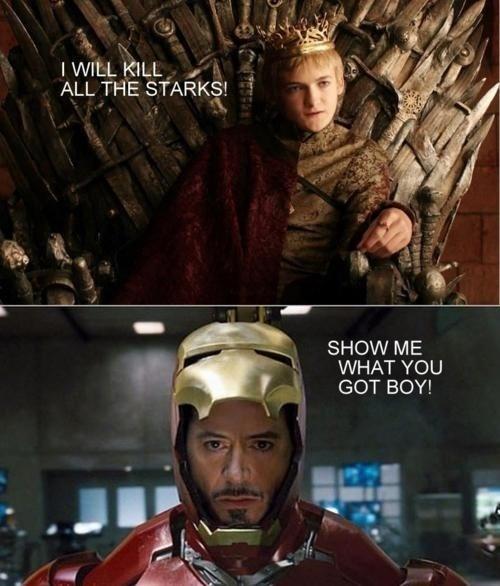 I WILL KILL
ALL THE STARKS!
SHOW ME
WHAT YOU
GOT BOY!